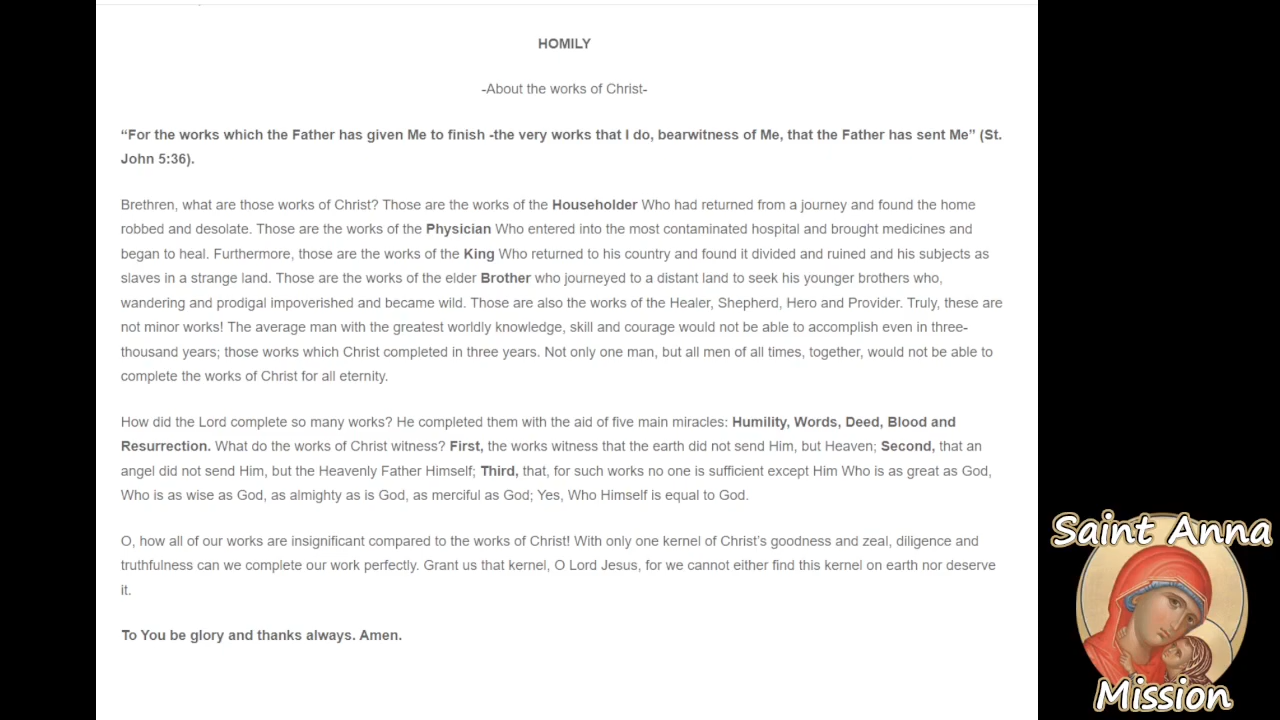 HOMILY
-About the works of Christ-
“For the works which the Father has given Me to finish -the very works that I do, bearwitness of Me, that the Father has sent Me” (St.
John 5:36).
Brethren, what are those works of Christ? Those are the works of the Householder Who had returned from a journey and found the home
robbed and desolate. Those are the works of the Physician Who entered into the most contaminated hospital and brought medicines and
began to heal. Furthermore, those are the works of the King Who returned to his country and found it divided and ruined and his subjects as
slaves in a strange land. Those are the works of the elder Brother who journeyed to a distant land to seek his younger brothers who,
wandering and prodigal impoverished and became wild. Those are also the works of the Healer, Shepherd, Hero and Provider. Truly, these are
not minor works! The average man with the greatest worldly knowledge, skill and courage would not be able to accomplish even in three-
thousand years; those works which Christ completed in three years. Not only one man, but all men of all times, together, would not be able to
complete the works of Christ for all eternity.
How did the Lord complete so many works? He completed them with the aid of five main miracles: Humility, Words, Deed, Blood and
Resurrection. What do the works of Christ witness? First, the works witness that the earth did not send Him, but Heaven; Second, that an
angel did not send Him, but the Heavenly Father Himself; Third, that, for such works no one is sufficient except Him Who is as great as God,
Who is as wise as God, as almighty as is God, as merciful as God; Yes, Who Himself is equal to God.
O, how all of our works are insignificant compared to the works of Christ! With only one kernel of Christ’s goodness and zeal, diligence and
truthfulness can we complete our work perfectly. Grant us that kernel, O Lord Jesus, for we cannot either find this kernel on earth nor deserve
it.
To You be glory and thanks always. Amen.
Saint Anna
Mission